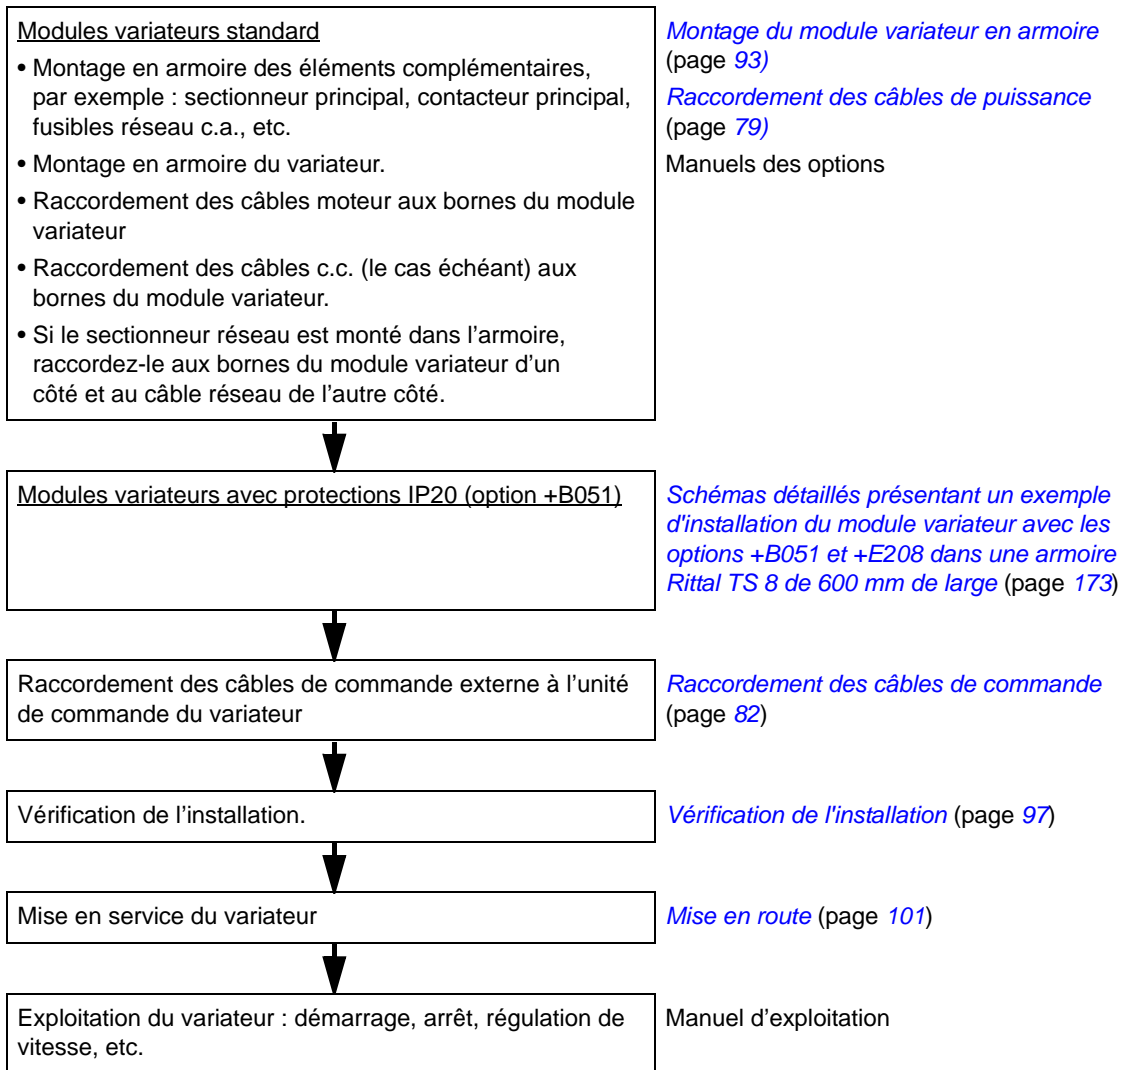 Modules variateurs standard
• Montage en armoire des éléments complémentaires,
par exemple : sectionneur principal, contacteur principal,
fusibles réseau c.a., etc.
• Montage en armoire du variateur.
• Raccordement des câbles moteur aux bornes du module
variateur
• Raccordement des câbles c.c. (le cas échéant) aux
bornes du module variateur.
• Si le sectionneur réseau est monté dans l’armoire,
raccordez-le aux bornes du module variateur d’un
côté et au câble réseau de l’autre côté.
Montage du module variateur en armoire
(page 93)
Raccordement des câbles de puissance
(page 79)
Manuels des options
Modules variateurs avec protections IP20 (option +B051)
Schémas détaillés présentant un exemple
d'installation du module variateur avec les
options +B051 et +E208 dans une armoire
Rittal TS 8 de 600 mm de large (page 173)
Raccordement des câbles de commande externe à l’unité
de commande du variateur
Raccordement des câbles de commande
(page 82)
Vérification de l’installation.
Vérification de l'installation (page 97)
Mise en service du variateur
Mise en route (page 101)
Exploitation du variateur : démarrage, arrêt, régulation de
vitesse, etc.
Manuel d’exploitation